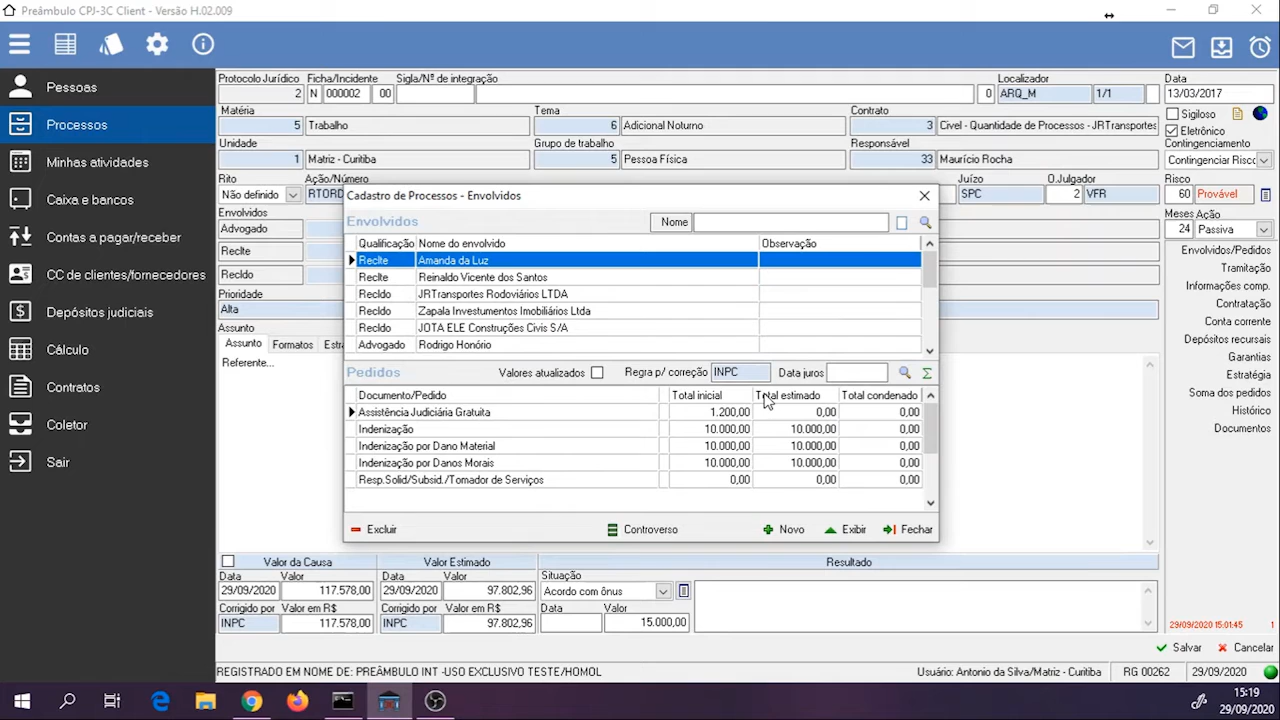 Preâmbulo CPJ-3C Client - Versão H.02.009
Pessoas
Processos
Minhas atividades
Caixa e bancos
Contas a pagar/receber
CC de clientes/fornecedores
Depósitos judiciais
Cálculo
Contratos
Coletor
Sair
Protocolo Jurídico Ficha/Incidente Sigla/Nº de integração Localizador Data
2 N 000002 00 0 ARQ_M 1/1 13/03/2017
Matéria Tema Contrato Sigiloso
5 Trabalho 6 Adicional Noturno 3 Civel - Quantidade de Processos - JRTransportes Eletrônico
Unidade Grupo de trabalho Responsável Contingenciamento
1 Matriz - Curitiba 5 Pessoa Física 33 Maurício Rocha Contingenciar Risco
Rito Ação/Número Juízo O.Julgador Risco
Não definido RTORD SPC 2 VFR 60 Provável
Envolvidos Meses Ação
Advogado 24 Passiva
Reclte
Recldo
Prioridade
Alta
Assunto
Assunto Formatos
Referente...
Envolvidos/Pedidos
Tramitação
Informações comp.
Contratação
Conta corrente
Depósitos recursais
Garantias
Estratégia
Soma dos pedidos
Histórico
Documentos
Cadastro de Processos - Envolvidos
Envolvidos Nome
Qualificação Nome do envolvido Observação
Reclte Amanda da Luz
Reclte Reinaldo Vicente dos Santos
Recldo JRTransportes Rodoviários LTDA
Recldo Zapala Investumentos Imobiliários Ltda
Recldo JOTA ELE Construções Civis S/A
Advogado Rodrigo Honório
Pedidos Valores atualizados Regra p/ correção INPC Data juros
Documento/Pedido Total inicial Total estimado Total condenado
Assistência Judiciária Gratuita 1.200,00 0,00 0,00
Indenização 10.000,00 10.000,00 0,00
Indenização por Dano Material 10.000,00 10.000,00 0,00
Indenização por Danos Morais 10.000,00 10.000,00 0,00
Resp.Solid/Subsid./Tomador de Serviços 0,00 0,00 0,00
Excluir Controverso Novo Exibir Fechar
Valor da Causa Valor Estimado Resultado
Data Valor Data Valor Situação
29/09/2020 117.578,00 29/09/2020 97.802,96 Acordo com ônus
Corrigido por Valor em R$ Corrigido por Valor em R$ Data Valor
INPC 117.578,00 INPC 97.802,96 15.000,00
29/09/2020 15:01:45 1
Salvar Cancelar
REGISTRADO EM NOME DE: PREÂMBULO INT -USO EXCLUSIVO TESTE/HOMOL Usuário: Antonio da Silva/Matriz - Curitiba RG 00262 29/09/2020
15:19
29/09/2020